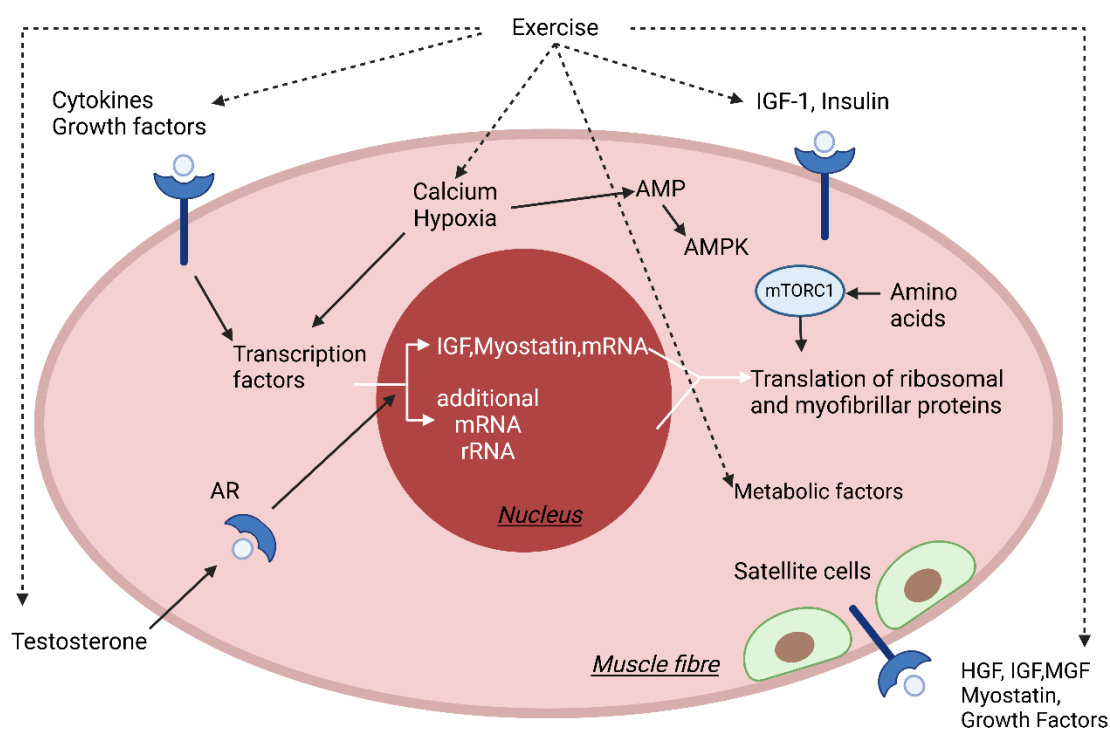 Exercise
Cytokines
Growth factors
IGF-1, Insulin
Calcium
Hypoxia
AMP
AMPK
mTORC1
Amino
acids
Transcription
factors
IGF,Myostatin,mRNA
additional
mRNA
rRNA
Translation of ribosomal
and myofibrillar proteins
AR
Nucleus
Metabolic factors
Satellite cells
Testosterone
Muscle fibre
HGF, IGF,MGF
Myostatin,
Growth Factors